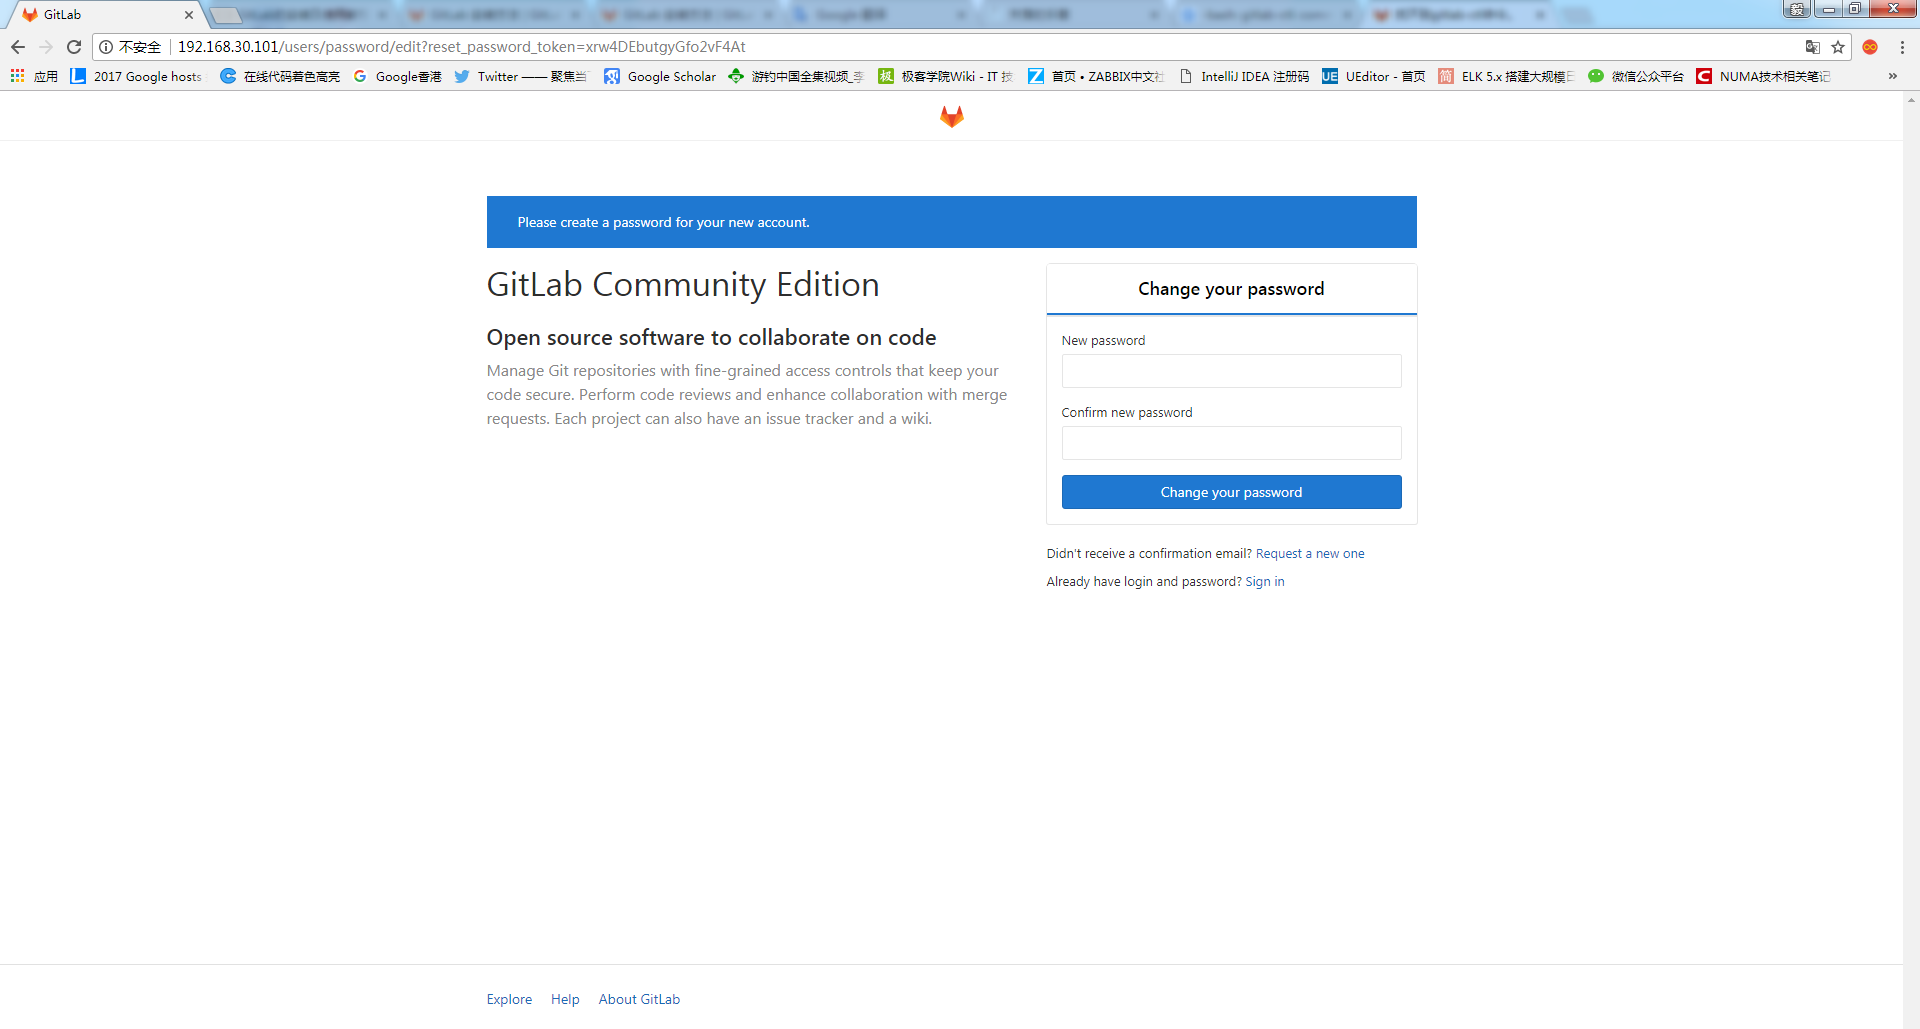 GitLab
不安全 192.168.30.101/users/password/edit?reset_password_token=xrw4DEbutgyGfo2vF4At
应用 2017 Google hosts 在线代码着色高亮 Google香港 Twitter —— 聚焦当 Google Scholar 游钓中国全集视频_李 极客学院Wiki - IT 技 首页 • ZABBIX中文社 IntelliJ IDEA 注册码 UEditor - 首页 ELK 5.x 搭建大规模日 微信公众平台 NUMA技术相关笔记 »
Please create a password for your new account.
GitLab Community Edition
Open source software to collaborate on code
Manage Git repositories with fine-grained access controls that keep your
code secure. Perform code reviews and enhance collaboration with merge
requests. Each project can also have an issue tracker and a wiki.
Change your password
New password
Confirm new password
Change your password
Didn't receive a confirmation email? Request a new one
Already have login and password? Sign in
Explore Help About GitLab